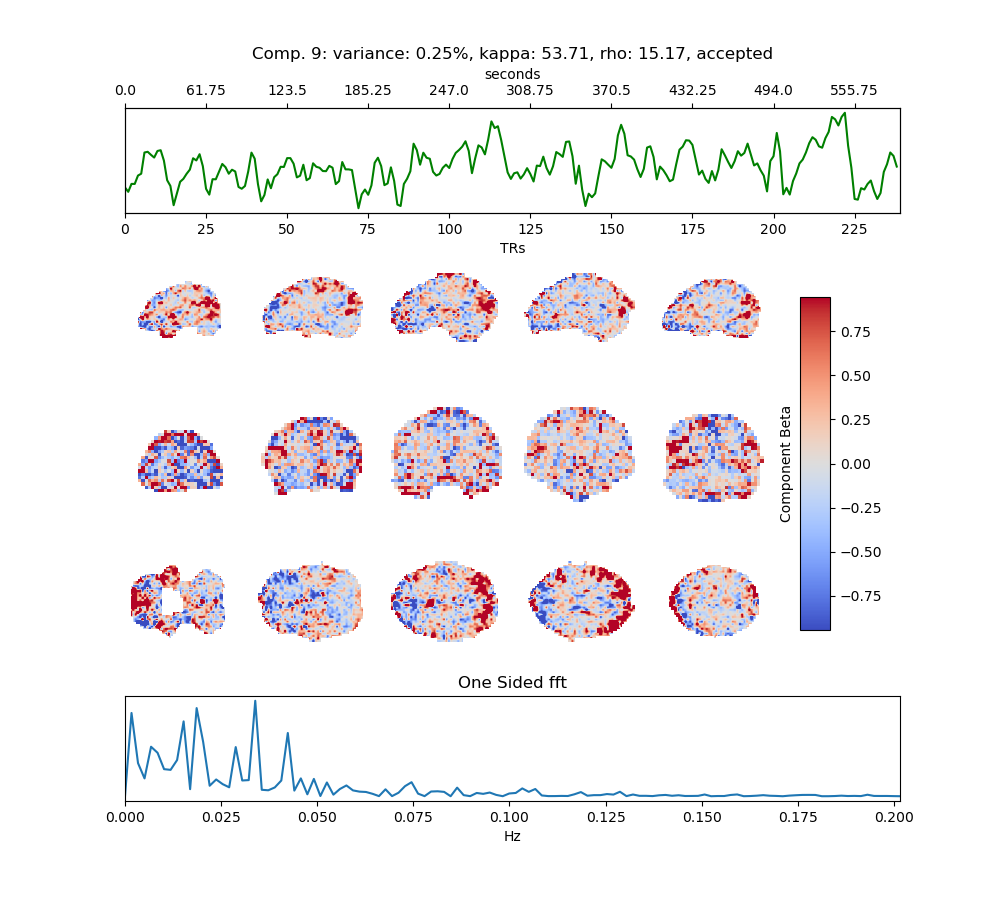 Comp. 9: variance: 0.25%, kappa: 53.71, rho: 15.17, accepted
seconds
0.0 61.75 123.5 185.25 247.0 308.75 370.5 432.25 494.0 555.75
0 25 50 75 100 125 150 175 200 225
TRs
0.75
0.50
0.25
0.00
−0.25
−0.50
−0.75
Component Beta
One Sided fft
0.000 0.025 0.050 0.075 0.100 0.125 0.150 0.175 0.200
Hz